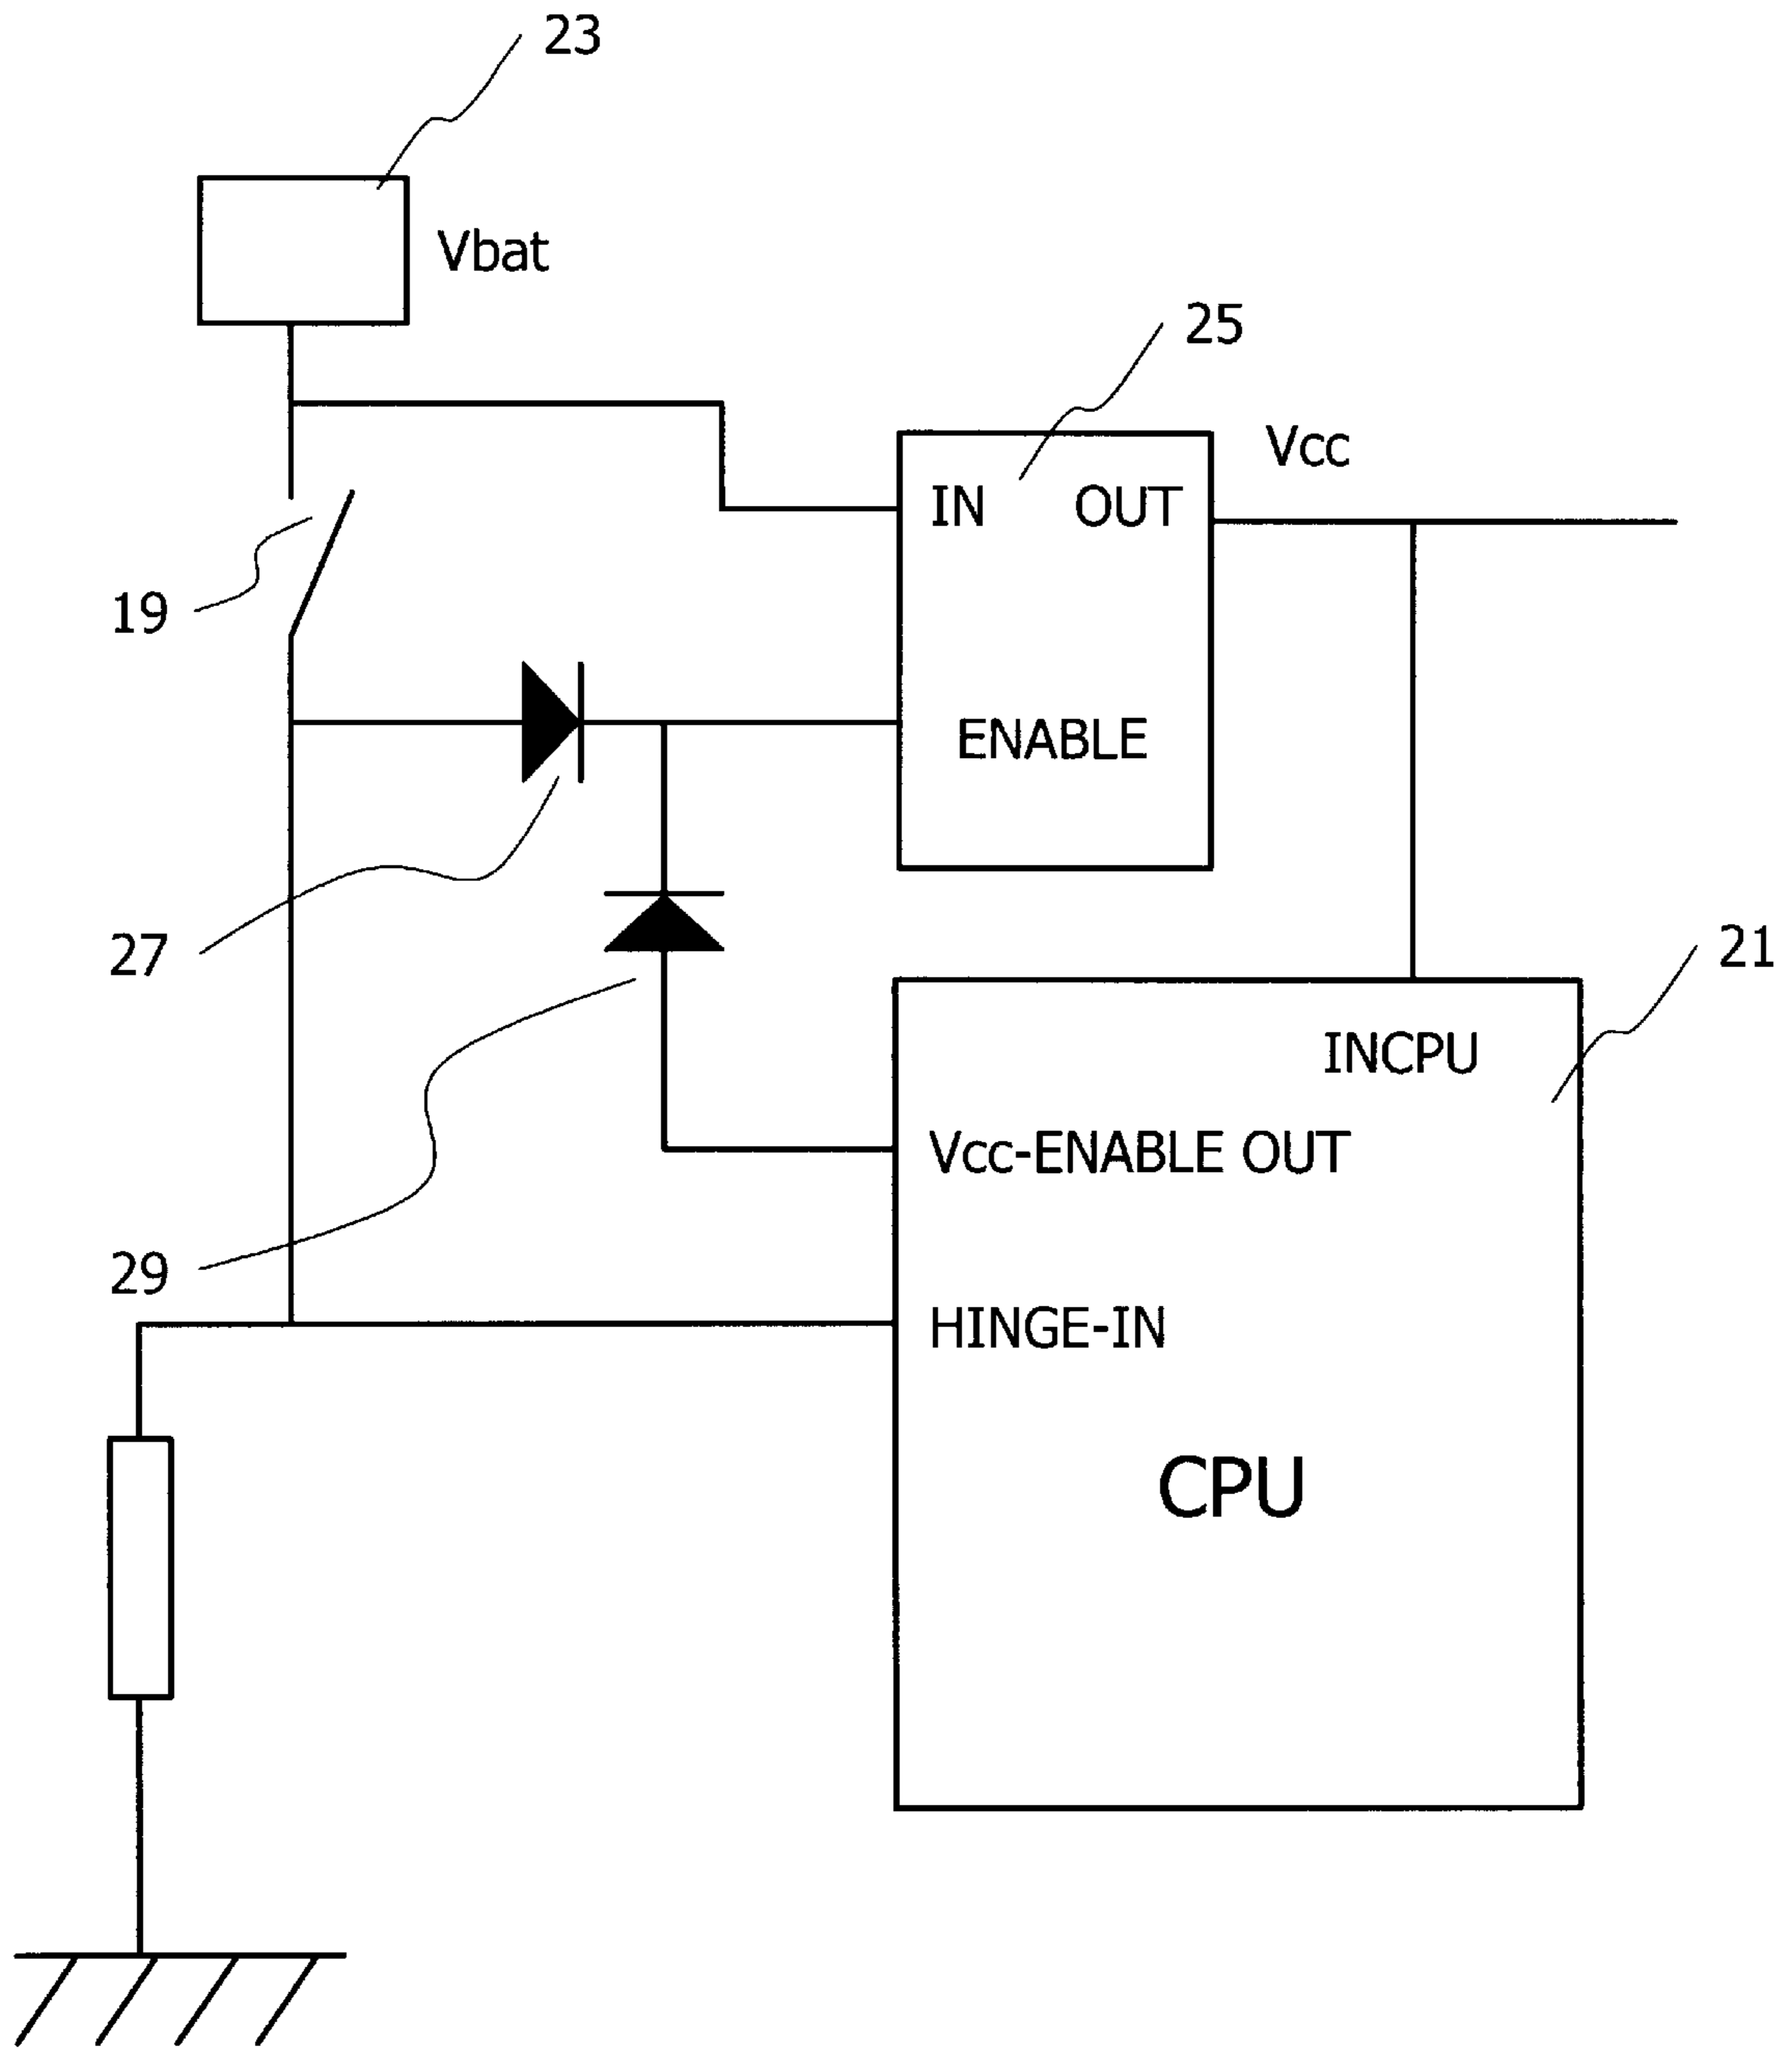 23
Vbat
25
Vcc
IN OUT
19
ENABLE
27
21
INCPU
Vcc-ENABLE OUT
29
HINGE-IN
CPU